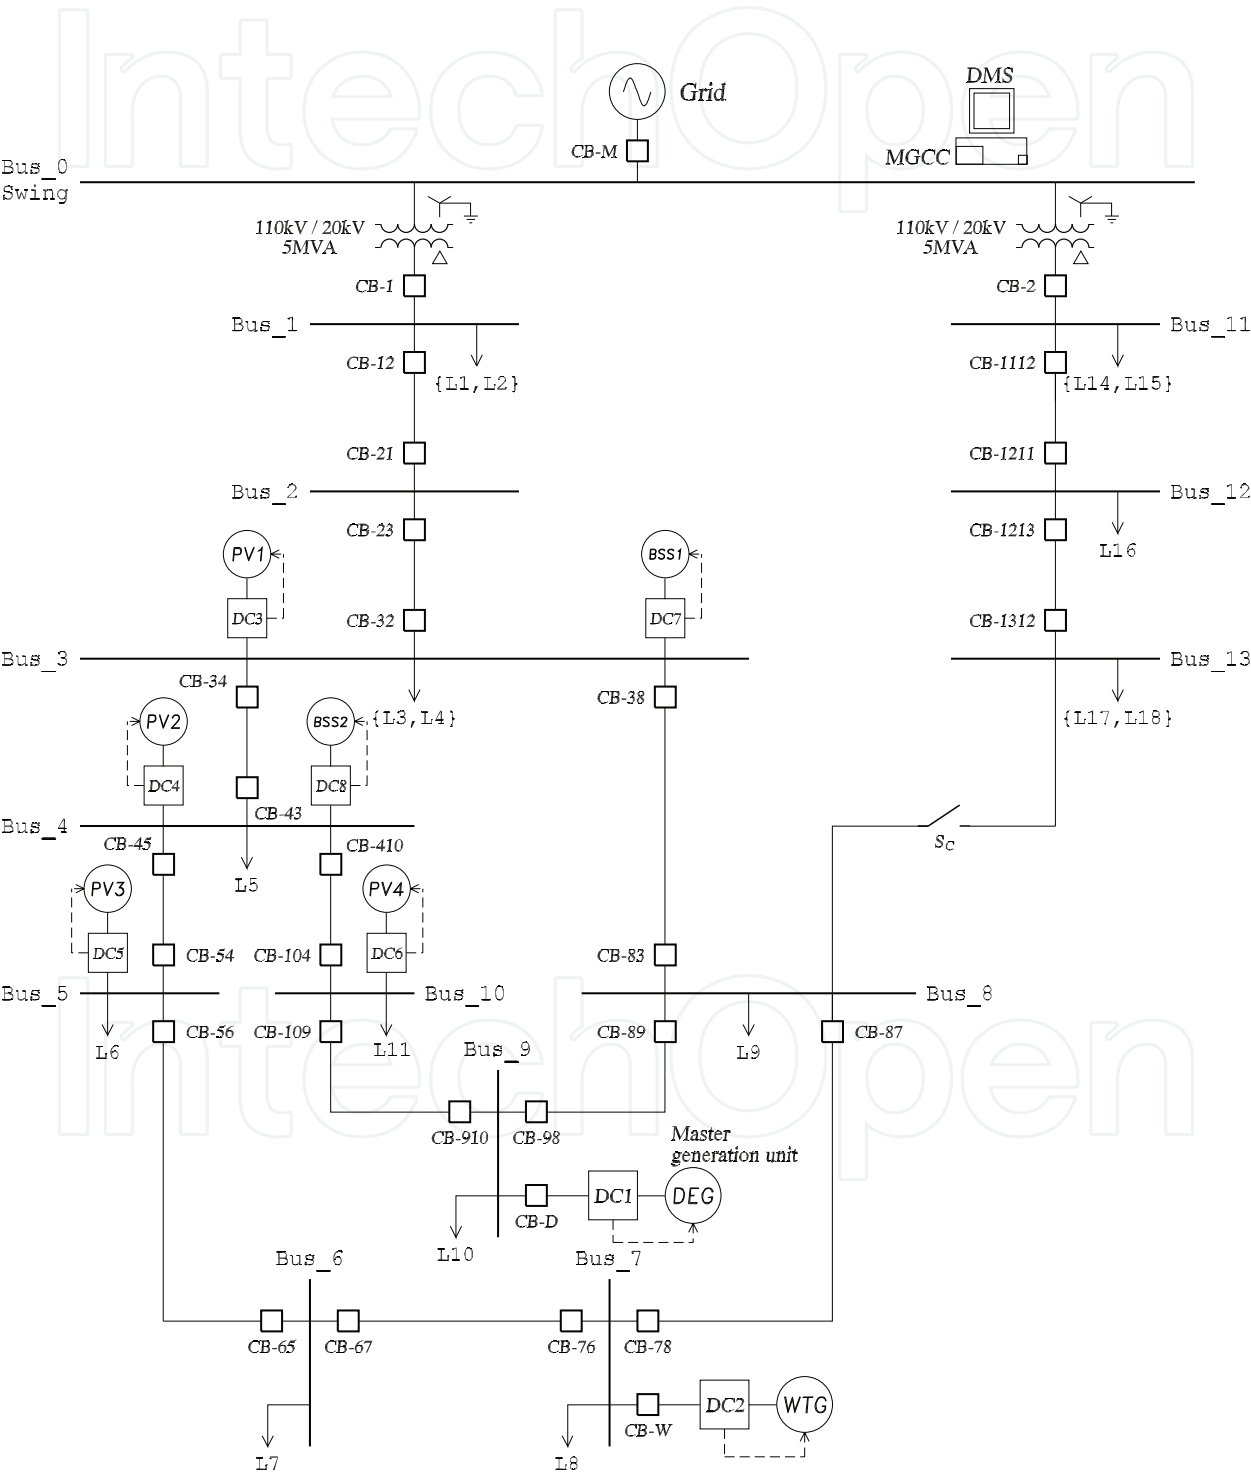 IntechOpen
DMS
Grid
CB-M
MGCC
Bus_0
Swing
110kV / 20kV
5MVA
110kV / 20kV
5MVA
CB-1
CB-2
Bus_1
Bus_11
CB-12
CB-1112
{L1,L2}
{L14,L15}
CB-21
CB-1211
Bus_2
Bus_12
CB-23
CB-1213
PV1
BSS1
L16
DC3
CB-32
DC7
CB-1312
Bus_3
Bus_13
CB-34
CB-38
PV2
BSS2
{L3,L4}
{L17,L18}
DC4
DC8
CB-43
Bus_4
CB-45
CB-410
SC
PV3
L5
PV4
DC5
CB-54
CB-104
DC6
CB-83
Bus_5
Bus_10
Bus_8
IntechOpen
CB-56
CB-109
CB-89
CB-87
L6
L11
Bus_9
L9
CB-910
CB-98
Master
generation unit
DC1
DEG
CB-D
L10
Bus_6
Bus_7
CB-65
CB-67
CB-76
CB-78
DC2
WTG
CB-W
L7
L8